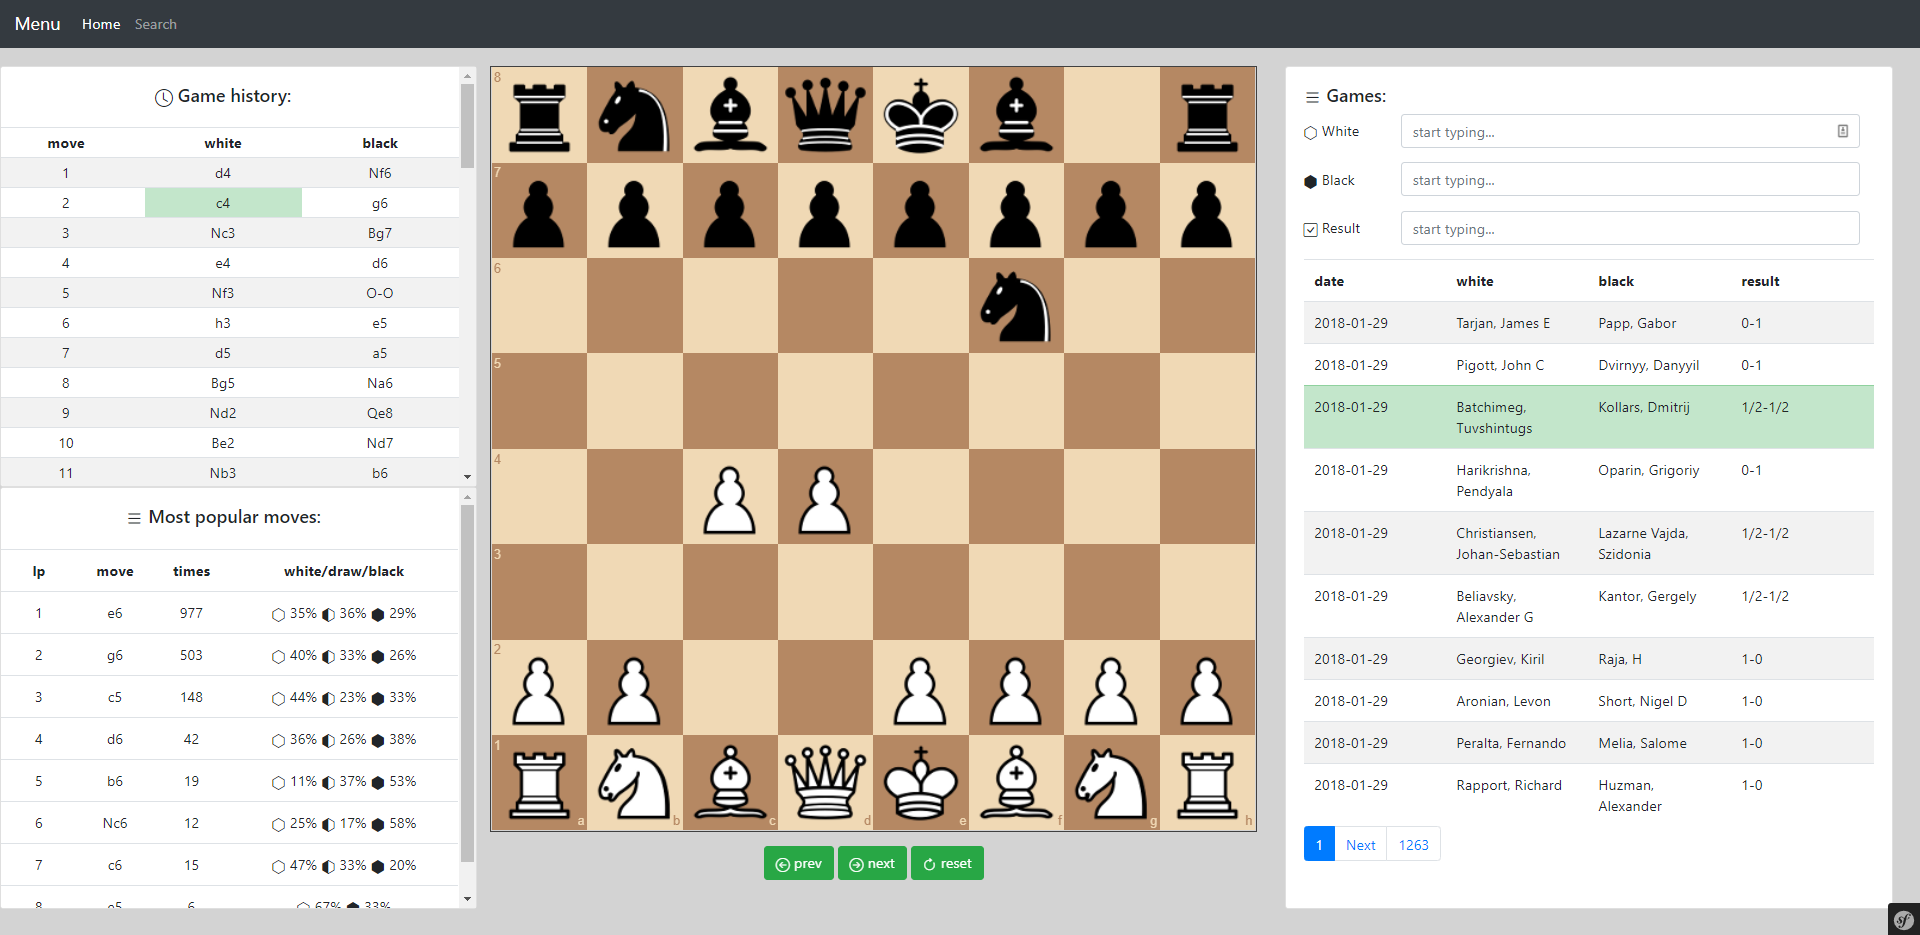 Menu Home Search
Game history:
move white black
1 d4 Nf6
2 c4 g6
3 Nc3 Bg7
4 e4 d6
5 Nf3 O-O
6 h3 e5
7 d5 a5
8 Bg5 Na6
9 Nd2 Qe8
10 Be2 Nd7
11 Nb3 b6
Most popular moves:
lp move times white/draw/black
1 e6 977 35% 36% 29%
2 g6 503 40% 33% 26%
3 c5 148 44% 23% 33%
4 d6 42 36% 26% 38%
5 b6 19 11% 37% 53%
6 Nc6 12 25% 17% 58%
7 c6 15 47% 33% 20%
8 e5 6 67% 33%
8
7
6
5
4
3
2
1
a b c d e f g h
prev next reset
Games:
White start typing...
Black start typing...
Result start typing...
date white black result
2018-01-29 Tarjan, James E Papp, Gabor 0-1
2018-01-29 Pigott, John C Dvirnyy, Danyyil 0-1
2018-01-29 Batchimeg, Kollars, Dmitrij 1/2-1/2
Tuvshintugs
2018-01-29 Harikrishna, Oparin, Grigoriy 0-1
Pendyala
2018-01-29 Christiansen, Lazarne Vajda, 1/2-1/2
Johan-Sebastian Szidonia
2018-01-29 Beliavsky, Kantor, Gergely 1/2-1/2
Alexander G
2018-01-29 Georgiev, Kiril Raja, H 1-0
2018-01-29 Aronian, Levon Short, Nigel D 1-0
2018-01-29 Peralta, Fernando Melia, Salome 1-0
2018-01-29 Rapport, Richard Huzman, 1-0
Alexander
1 Next 1263
sf